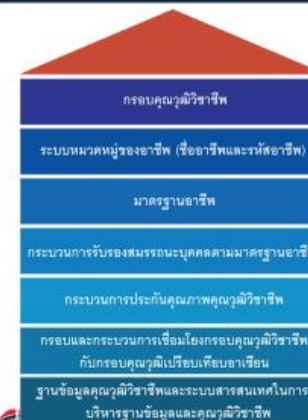 กรอบคุณวุฒิวิชาชีพ
ระบบหมวดหมู่ของอาชีพ (ชื่ออาชีพและรหัสอาชีพ)
มาตรฐานอาชีพ
กระบวนการรับรองสมรรถนะบุคคลตามมาตรฐานอาชี
กระบวนการประกันคุณภาพคุณวุฒิวิชาชีพ
กรอบและกระบวนการเชื่อมโยงกรอบคุณวุฒิวิชาชีพ
กับกรอบคุณวุฒิเปรียบเทียบอาเซียน
ฐานข้อมูลคุณวุฒิวิชาชีพและระบบสารสนเทศในการ
บริหารฐานข้อมูลและคุณวุฒิวิชาชีพ